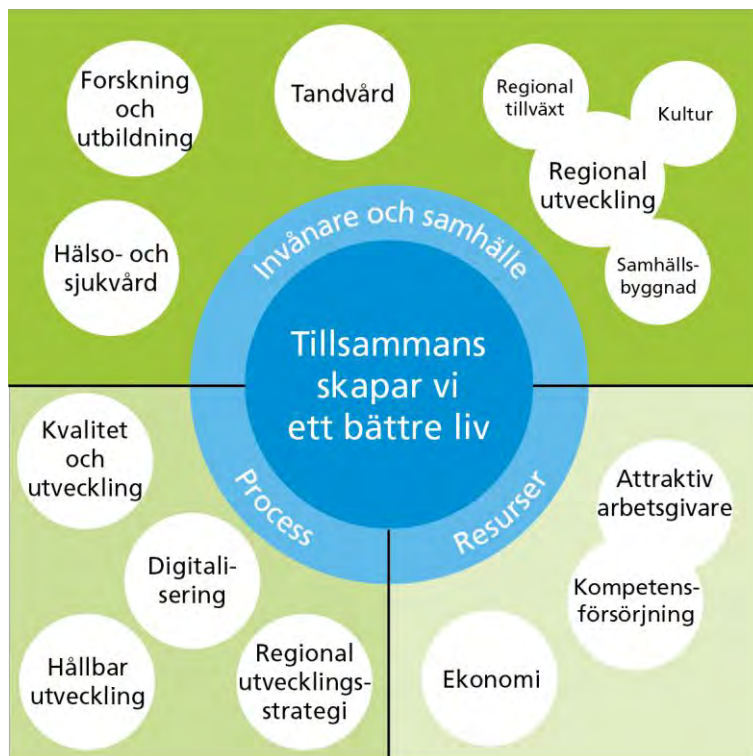 Forskning
och
utbildning
Tandvård
Regional
tillväxt
Kultur
Regional
utveckling
Samhälls-
byggnad
Hälso- och
sjukvård
Invånare och samhälle
Tillsammans
skapar vi
ett bättre liv
Process
Resurser
Kvalitet
och
utveckling
Digitali-
sering
Hållbar
utveckling
Regional
utvecklings-
strategi
Attraktiv
arbetsgivare
Kompetens-
försörjning
Ekonomi